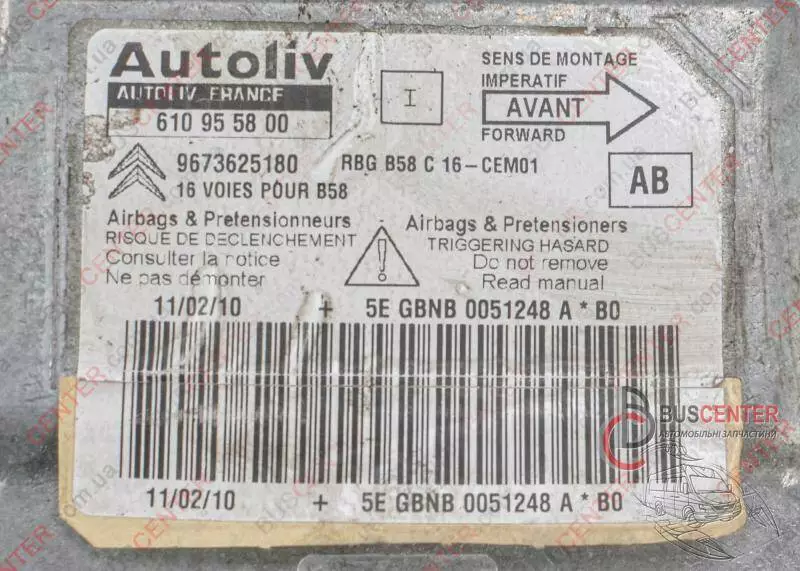 Autoliv
AUTOLIV FRANCE
610 95 58 00
I
SENS DE MONTAGE
IMPERATIF
AVANT
FORWARD
9673625180 RBG B58 C 16-CEM01
16 VOIES POUR B58
AB
Airbags & Pretensionneurs
RISQUE DE DECLENCHEMENT
Consulter la notice
Ne pas démonter
Airbags & Pretensioners
TRIGGERING HASARD
Do not remove
Read manual
11/02/10 + 5E GBNB 0051248 A * B0
BUSCENTER
АВТОМОБІЛЬНІ ЗАПЧАСТИНИ
11/02/10 + 5E GBNB 0051248 A * B0